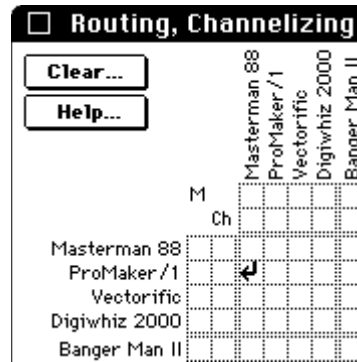 Routing, Channelizing
Clear...
Help...
Masterman 88
ProMaker/1
Vectorific
Digiwhiz 2000
Banger Man II
M
Ch
Masterman 88
ProMaker/1
Vectorific
Digiwhiz 2000
Banger Man II